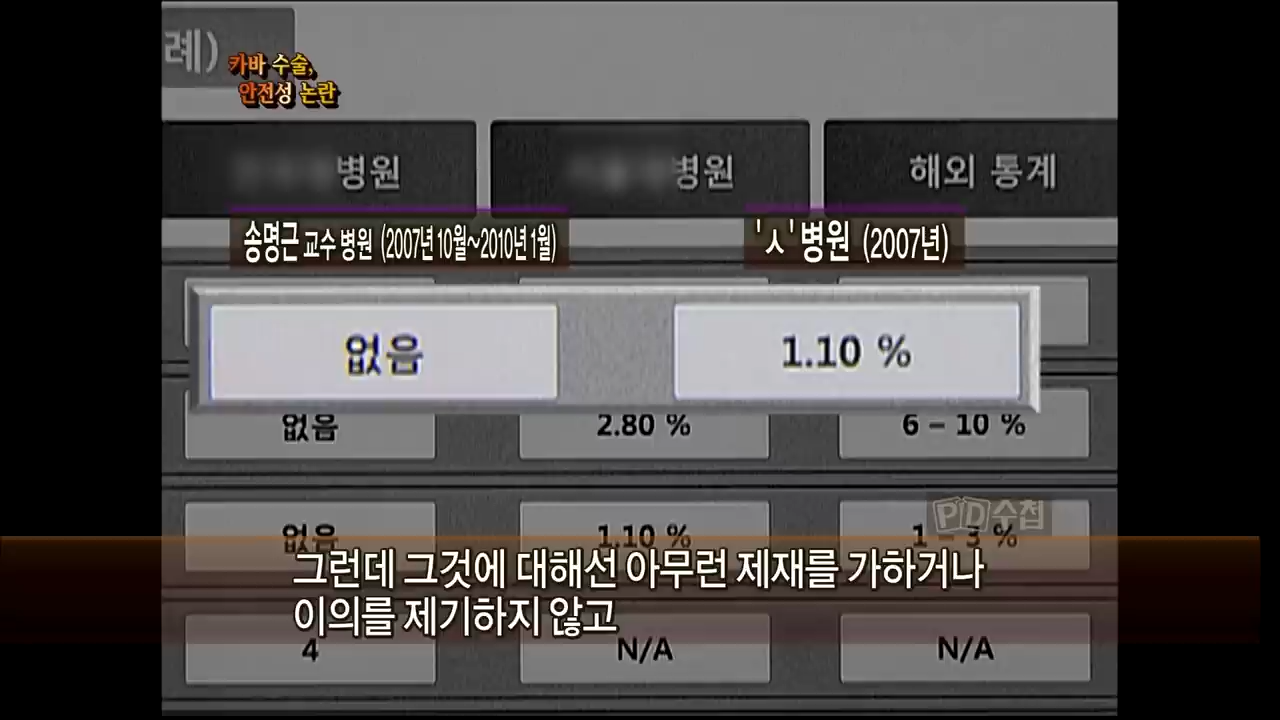 례)
카바 수술,
안전성 논란
병원 병원 해외 통계
송명근 교수 병원 (2007년 10월~2010년 1월) 'ㅅ' 병원 (2007년)
없음 1.10 %
없음 2.80 % 6 – 10 %
PD수첩
없음 1.10 % 1 – 3 %
그런데 그것에 대해선 아무런 제재를 가하거나
이의를 제기하지 않고
4 N/A N/A